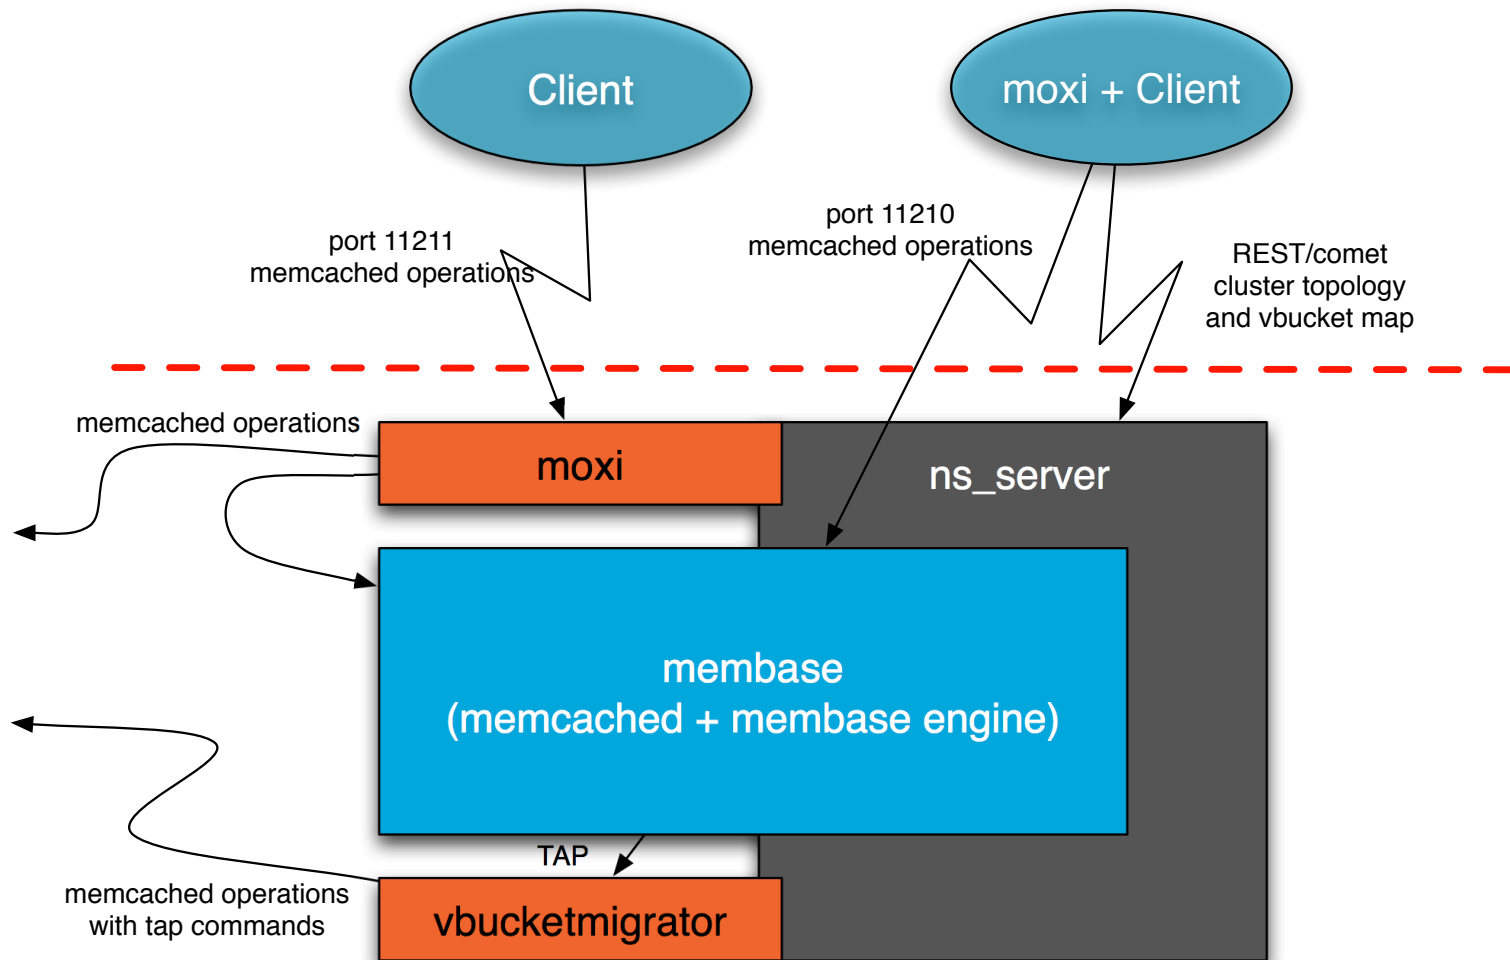 Client
moxi + Client
port 11211
memcached operations
port 11210
memcached operations
REST/comet
cluster topology
and vbucket map
memcached operations
moxi
ns_server
membase
(memcached + membase engine)
TAP
memcached operations
with tap commands
vbucketmigrator